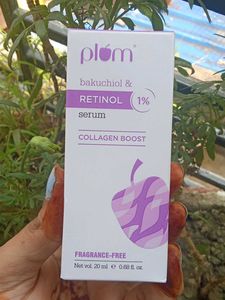 plum
bakuchiol &
RETINOL 1%
serum
COLLAGEN BOOST
FRAGRANCE-FREE
Net vol. 20 ml ℮ 0.68 fl. oz.